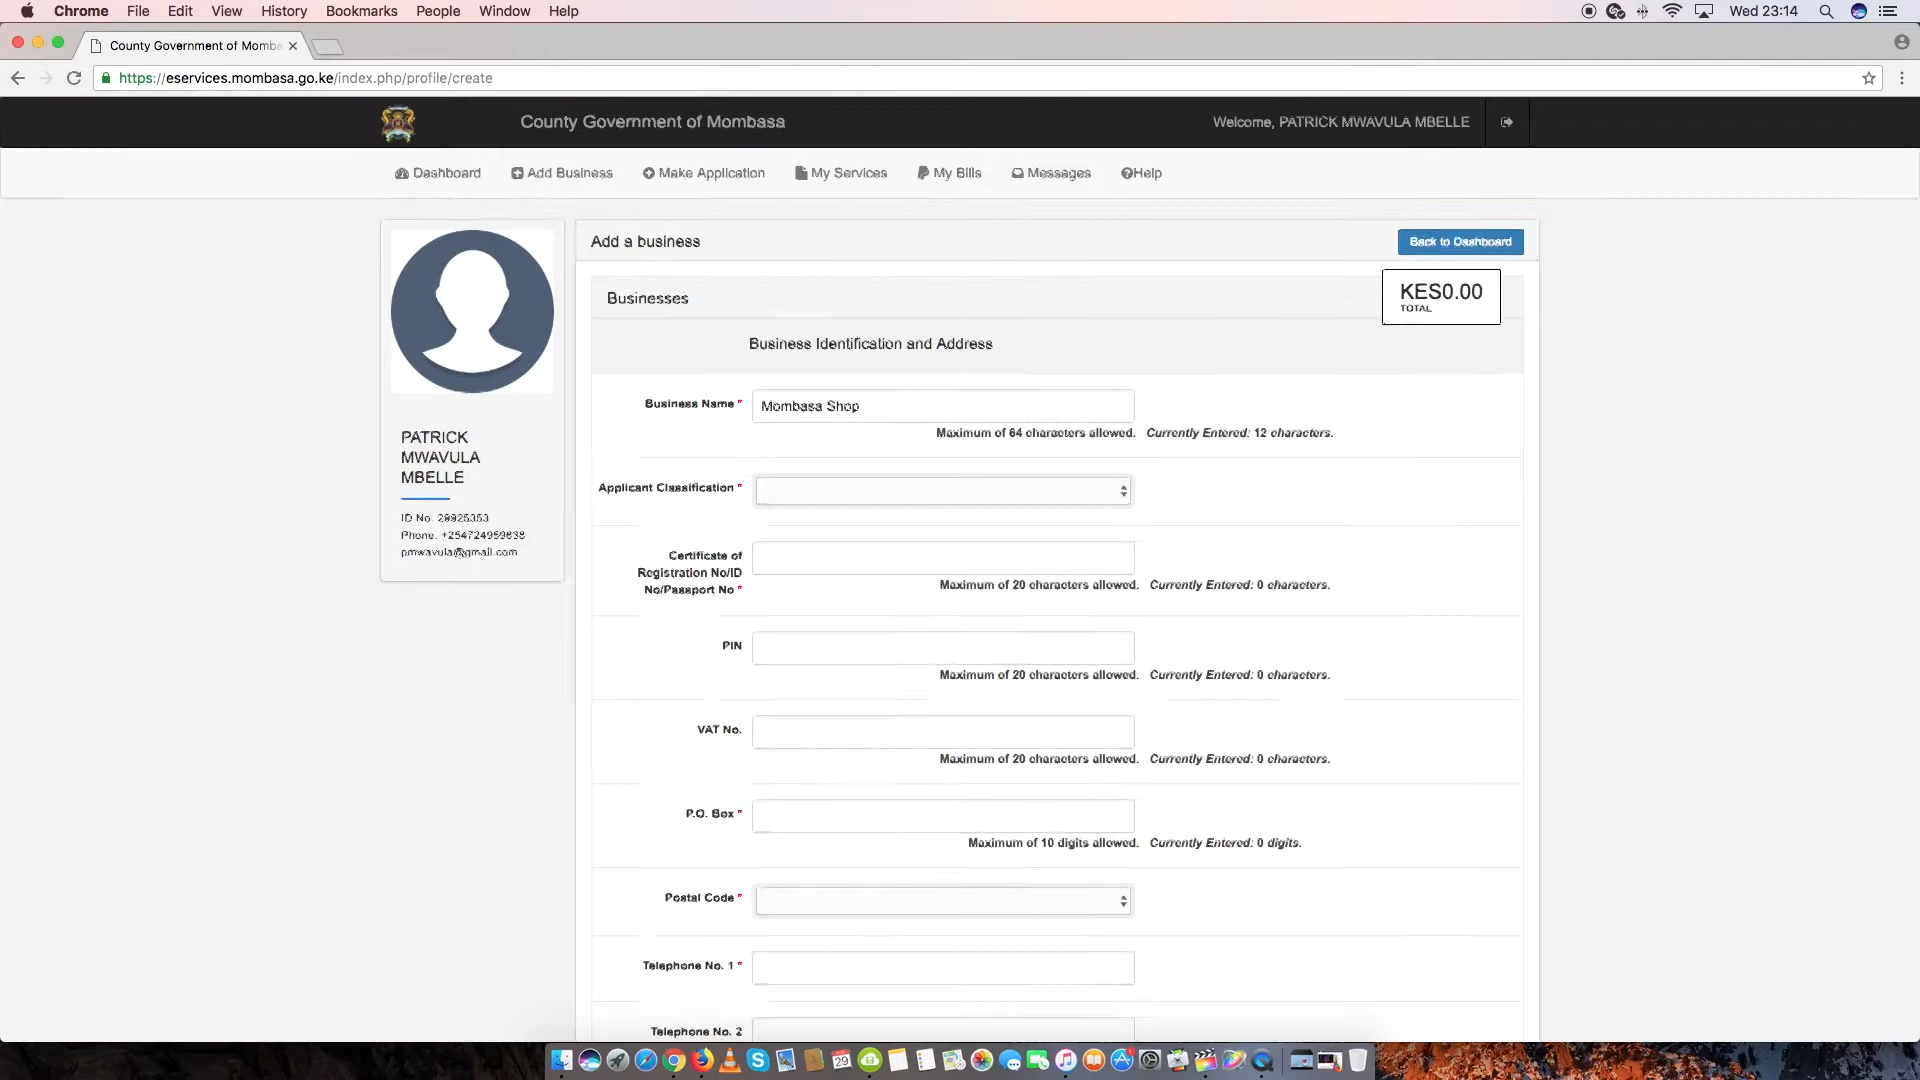 Chrome File Edit View History Bookmarks People Window Help Wed 23:14
County Government of Momba
https://eservices.mombasa.go.ke/index.php/profile/create
County Government of Mombasa
Welcome, PATRICK MWAVULA MBELLE
Dashboard Add Business Make Application My Services My Bills Messages Help
Add a business
Back to Dashboard
Businesses
KES0.00
TOTAL
Business Identification and Address
Business Name *
Mombasa Shop
Maximum of 64 characters allowed. Currently Entered: 12 characters.
PATRICK
MWAVULA
MBELLE
ID No. 29925353
Phone. +254724959638
pmwavula@gmail.com
Applicant Classification *
Certificate of
Registration No/ID
No/Passport No *
Maximum of 20 characters allowed. Currently Entered: 0 characters.
PIN
Maximum of 20 characters allowed. Currently Entered: 0 characters.
VAT No.
Maximum of 20 characters allowed. Currently Entered: 0 characters.
P.O. Box *
Maximum of 10 digits allowed. Currently Entered: 0 digits.
Postal Code *
Telephone No. 1 *
Telephone No. 2
29